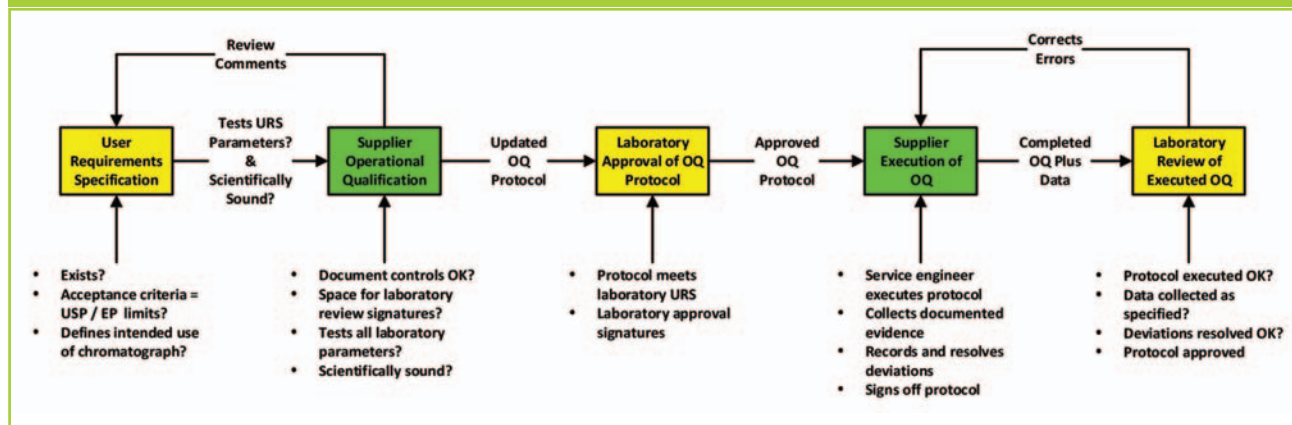 Review
Comments
Corrects
Errors
User
Requirements
Specification
Tests URS
Parameters?
&
Scientifically
Sound?
Supplier
Operational
Qualification
Updated
OQ
Protocol
Laboratory
Approval of OQ
Protocol
Approved
OQ
Protocol
Supplier
Execution of
OQ
Completed
OQ Plus
Data
Laboratory
Review of
Executed OQ
• Exists?
• Acceptance criteria =
USP / EP limits?
• Defines intended use
of chromatograph?
• Document controls OK?
• Space for laboratory
review signatures?
• Tests all laboratory
parameters?
• Scientifically sound?
• Protocol meets
laboratory URS
• Laboratory approval
signatures
• Service engineer
executes protocol
• Collects documented
evidence
• Records and resolves
deviations
• Signs off protocol
• Protocol executed OK?
• Data collected as
specified?
• Deviations resolved OK?
• Protocol approved